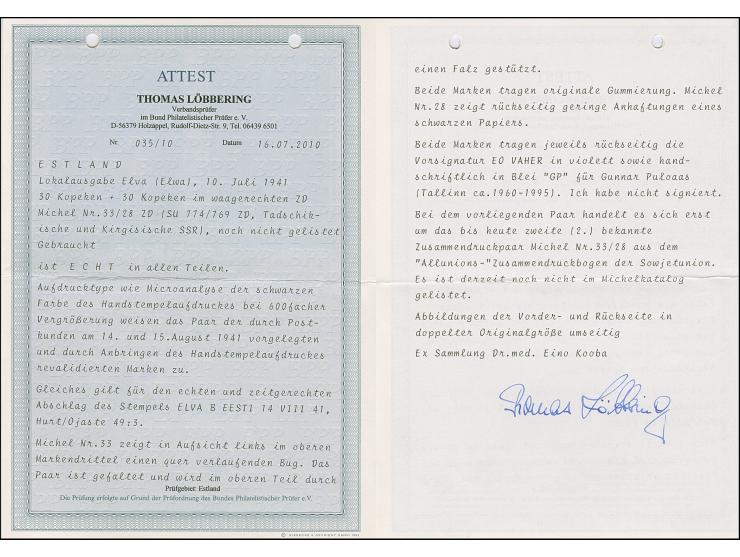 ATTEST
THOMAS LÖBBERING
Verbandsprüfer
im Bund Philatelistischer Prüfer e. V.
D-56379 Holzappel, Rudolf-Dietz-Str. 9, Tel. 06439 6501
Nr. 035/10 Datum 16.07.2010
E S T L A N D
Lokalausgabe Elva (Elwa), 10. Juli 1941
30 Kopeken + 30 Kopeken im waagerechten ZD
Michel Nr.33/28 ZD (SU 774/769 ZD, Tadschik-
ische und Kirgisische SSR), noch nicht gelistet
Gebraucht
ist E C H T in allen Teilen.
Aufdrucktype wie Microanalyse der schwarzen
Farbe des Handstempelaufdruckes bei 600facher
Vergrößerung weisen das Paar der durch Post-
kunden am 14. und 15.August 1941 vorgelegten
und durch Anbringen des Handstempelaufdruckes
revalidierten Marken zu.
Gleiches gilt für den echten und zeitgerechten
Abschlag des Stempels ELVA B EESTI 14 VIII 41,
Hurt/Ojaste 49:3.
Michel Nr.33 zeigt in Aufsicht links im oberen
Markendrittel einen quer verlaufenden Bug. Das
Paar ist gefaltet und wird im oberen Teil durch
Prüfgebiet: Estland
Die Prüfung erfolgte auf Grund der Prüfordnung des Bundes Philatelistischer Prüfer e.V.
einen Falz gestützt.
Beide Marken tragen originale Gummierung. Michel
Nr.28 zeigt rückseitig geringe Anhaftungen eines
schwarzen Papiers.
Beide Marken tragen jeweils rückseitig die
Vorsignatur EO VAHER in violett sowie hand-
schriftlich in Blei "GP" für Gunnar Puloaas
(Tallinn ca.1960-1995). Ich habe nicht signiert.
Bei dem vorliegenden Paar handelt es sich erst
um das bis heute zweite (2.) bekannte
Zusammendruckpaar Michel Nr.33/28 aus dem
"Allunions-"Zusammendruckbogen der Sowjetunion.
Es ist derzeit noch nicht im Michelkatalog
gelistet.
Abbildungen der Vorder- und Rückseite in
doppelter Originalgröße umseitig
Ex Sammlung Dr.med. Eino Kooba
Thomas Löbbering